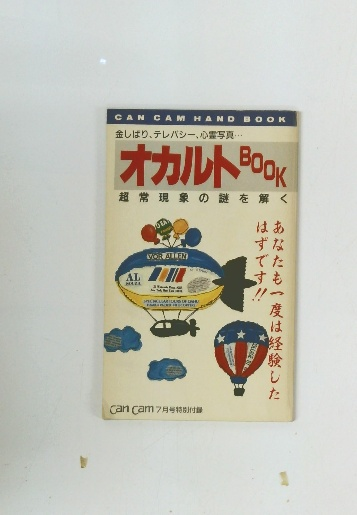 CAN CAM HAND BOOK
金しばり、テレパシー、心霊写真…
オカルトBOOK
超常現象の謎を解く
あなたも一度は経験した
はずです!!
USA
VOR ALLEN
AL
can cam 7月号特別付録